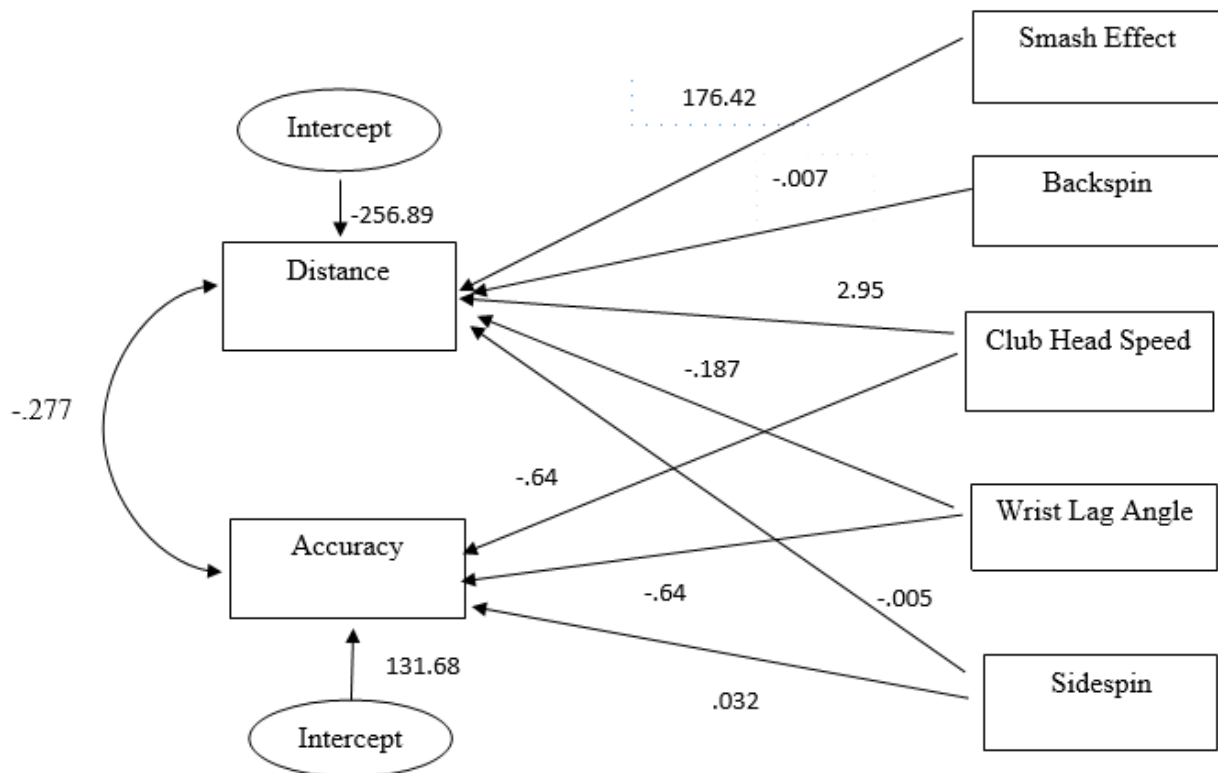 Smash Effect
176.42
Intercept
-.007
Backspin
-256.89
Distance
2.95
Club Head Speed
-.187
-.277
-.64
Wrist Lag Angle
Accuracy
-.64
-.005
131.68
Sidespin
.032
Intercept